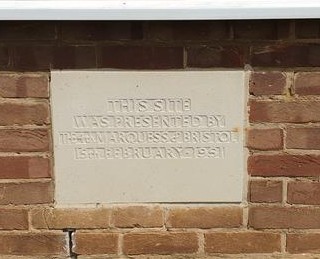 THIS SITE
WAS PRESENTED BY
THE 4TH MARQUESS OF BRISTOL
15TH FEBRUARY 1951